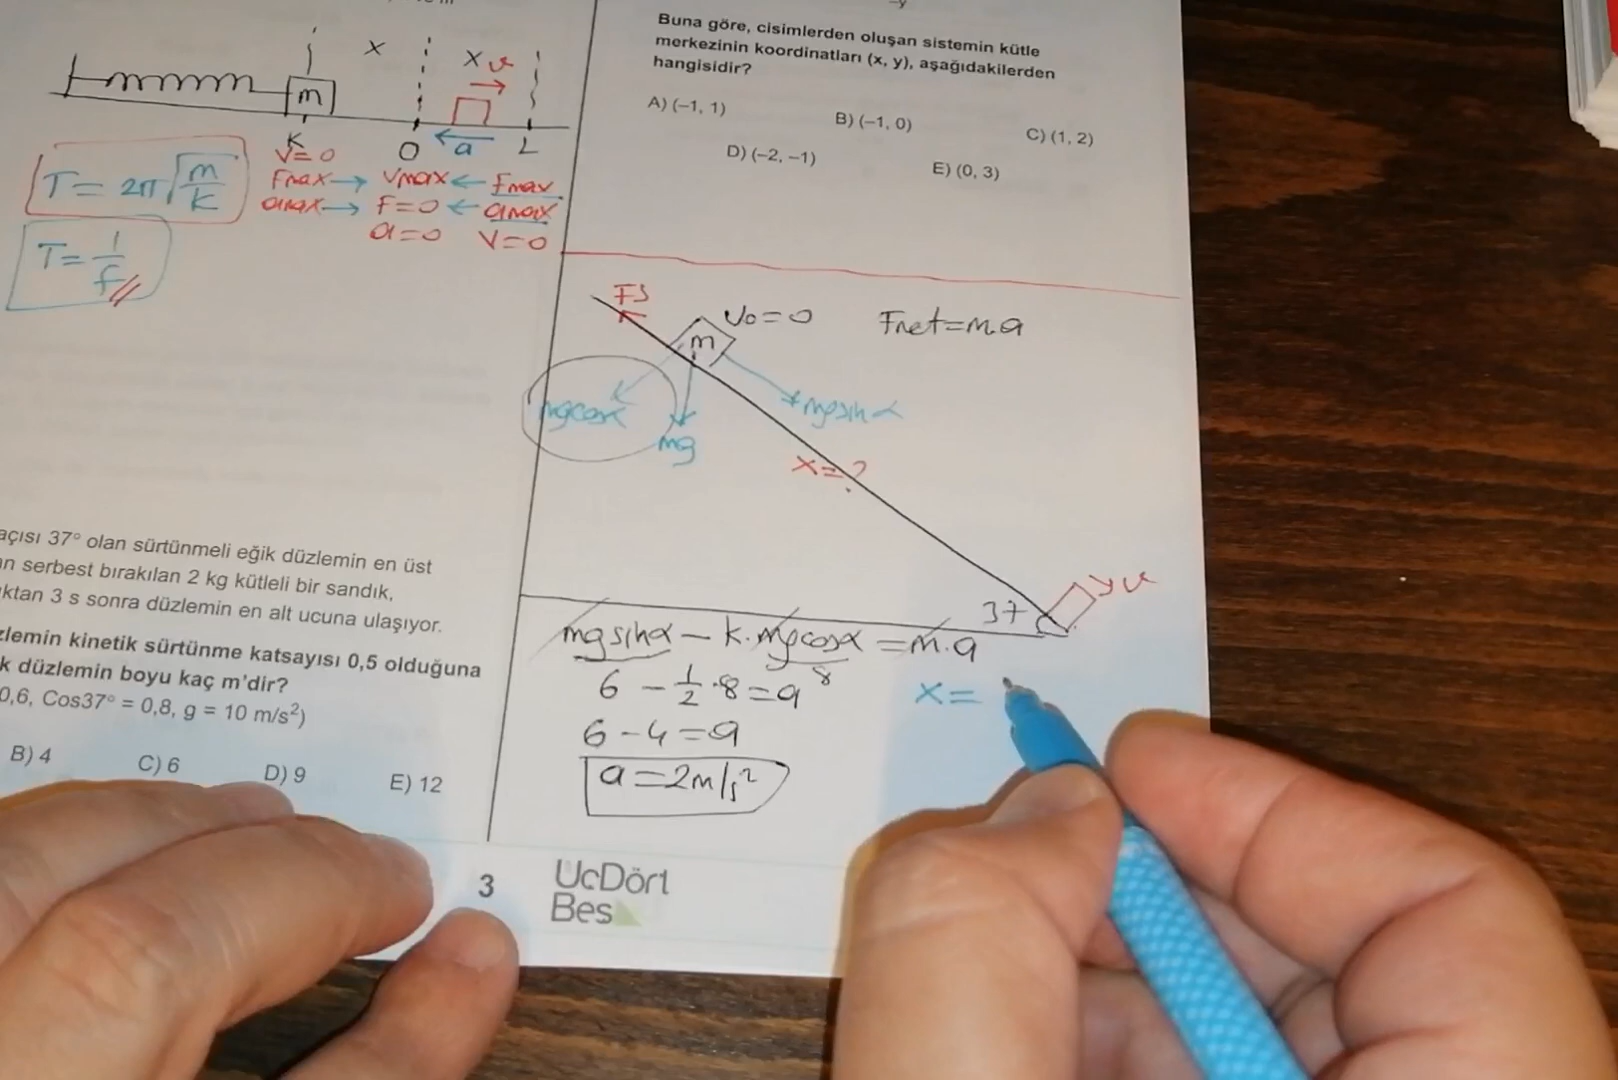 x
x v
m
K
O
a
L
T = 2π√m/k
v=0
Fmax → vmax ← Fmax
amax → F=0 ← amax
a=0 v=0
T = 1/f
açısı 37° olan sürtünmeli eğik düzlemin en üst
serbest bırakılan 2 kg kütleli bir sandık,
3 s sonra düzlemin en alt ucuna ulaşıyor.
kinetik sürtünme katsayısı 0,5 olduğuna
düzlemin boyu kaç m'dir?
0,6, Cos37° = 0,8, g = 10 m/s²)
B) 4
C) 6
D) 9
E) 12
-y
Buna göre, cisimlerden oluşan sistemin kütle
merkezinin koordinatları (x, y), aşağıdakilerden
hangisidir?
A) (–1, 1)
B) (–1, 0)
C) (1, 2)
D) (–2, –1)
E) (0, 3)
Fs
Vo=0
Fnet=m.a
m
mgcosα
mg
mgsinα
x=?
37
mgsinα – k.mgcosα = m.a
8
6 – 1/2 .8 = a
x=
6 – 4 = a
a = 2m/s²
3
UcDört
Bes